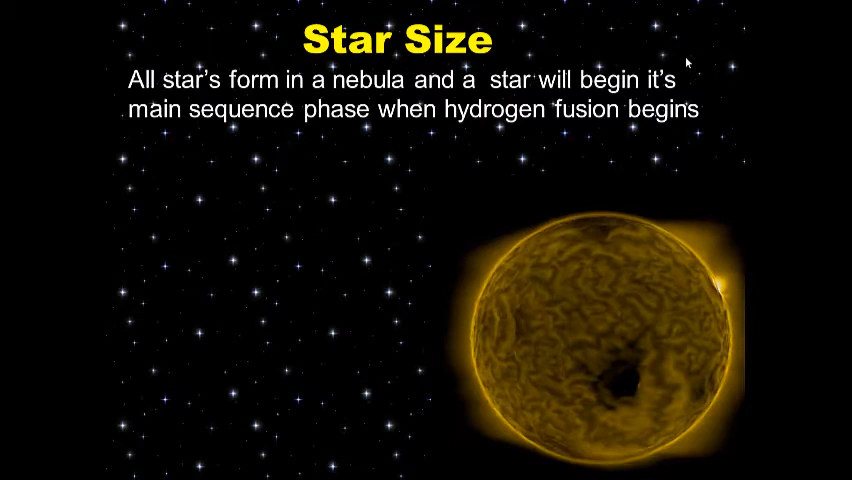 Star Size
All star's form in a nebula and a  star will begin it's
main sequence phase when hydrogen fusion begins